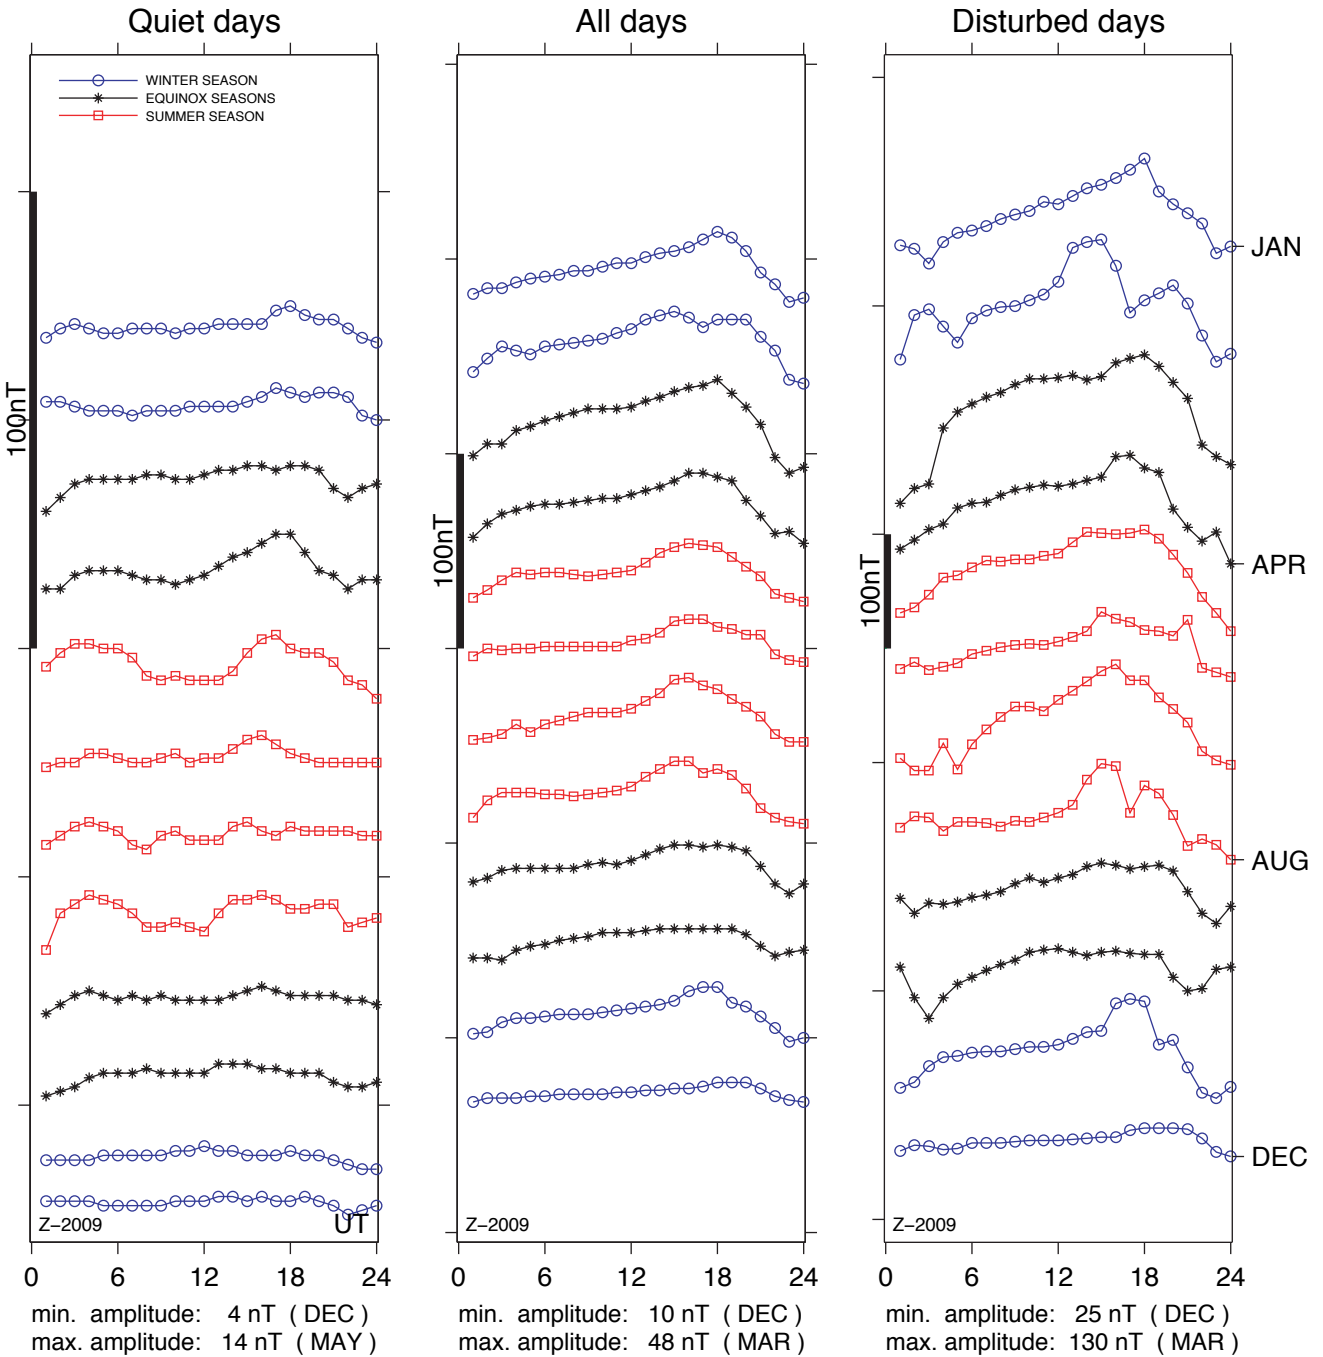 Quiet days
All days
Disturbed days
WINTER SEASON
EQUINOX SEASONS
SUMMER SEASON
100nT
100nT
100nT
JAN
APR
AUG
DEC
Z–2009
UT
Z–2009
Z–2009
0 6 12 18 24
0 6 12 18 24
0 6 12 18 24
min. amplitude: 4 nT ( DEC )
max. amplitude: 14 nT ( MAY )
min. amplitude: 10 nT ( DEC )
max. amplitude: 48 nT ( MAR )
min. amplitude: 25 nT ( DEC )
max. amplitude: 130 nT ( MAR )